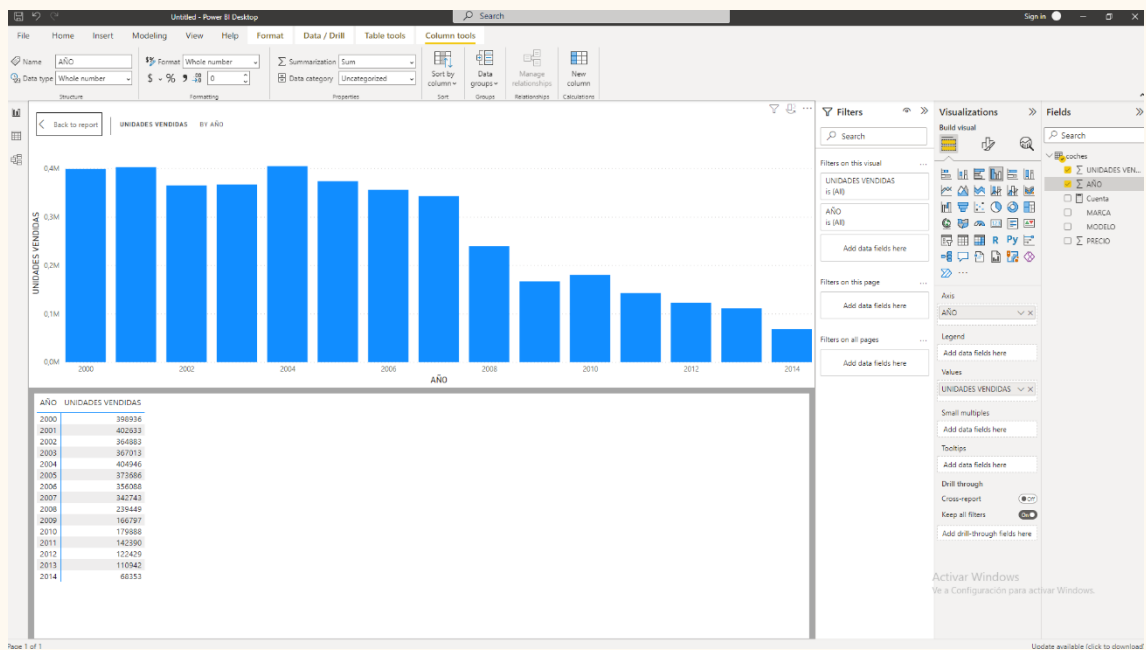 Untitled - Power BI Desktop
Search
Sign in
File Home Insert Modeling View Help Format Data / Drill Table tools Column tools
Name AÑO
Data type Whole number
Structure
Format Whole number
$ % 0
Formatting
Summarization Sum
Data category Uncategorized
Properties
Sort by column
Sort
Data groups
Groups
Manage relationships
Relationships
New column
Calculations
Back to report
UNIDADES VENDIDAS BY AÑO
UNIDADES VENDIDAS
0,4M
0,3M
0,2M
0,1M
0,0M
2000 2002 2004 2006 2008 2010 2012 2014
AÑO
AÑO UNIDADES VENDIDAS
2000 398936
2001 402633
2002 364883
2003 367013
2004 404946
2005 373686
2006 356088
2007 342743
2008 239449
2009 166797
2010 179888
2011 142390
2012 122429
2013 110942
2014 68353
Filters
Search
Filters on this visual ...
UNIDADES VENDIDAS
is (All)
AÑO
is (All)
Add data fields here
Filters on this page ...
Add data fields here
Filters on all pages ...
Add data fields here
Visualizations
Build visual
R Py
...
Axis
AÑO
Legend
Add data fields here
Values
UNIDADES VENDIDAS
Small multiples
Add data fields here
Tooltips
Add data fields here
Drill through
Cross-report Off
Keep all filters On
Add drill-through fields here
Fields
Search
coches
UNIDADES VEN...
AÑO
Cuenta
MARCA
MODELO
PRECIO
Activar Windows
Ve a Configuración para activar Windows.
Page 1 of 1
Update available (click to download)